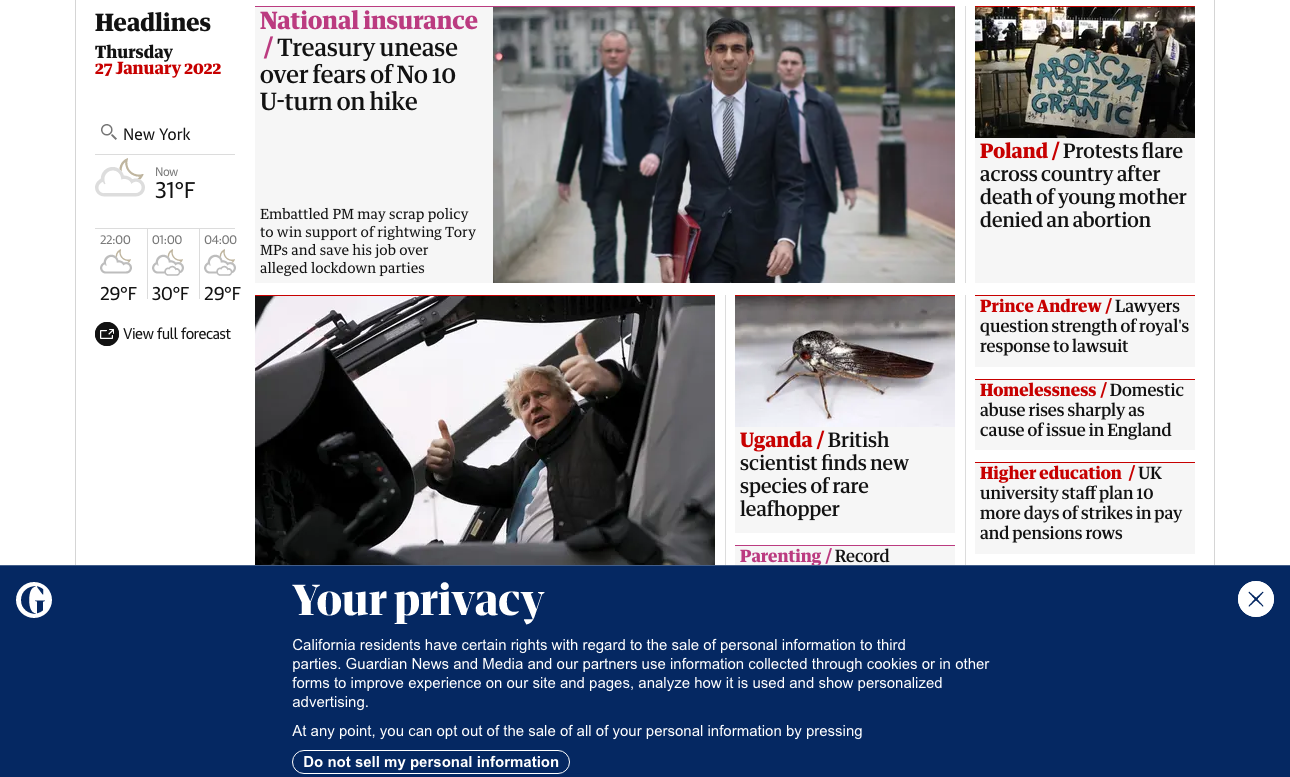 Headlines
Thursday
27 January 2022
New York
Now
31°F
22:00
01:00
04:00
29°F
30°F
29°F
View full forecast
National insurance
/ Treasury unease
over fears of No 10
U-turn on hike
Embattled PM may scrap policy
to win support of rightwing Tory
MPs and save his job over
alleged lockdown parties
ABORCJA
BEZ
GRANIC
Poland / Protests flare
across country after
death of young mother
denied an abortion
Uganda / British
scientist finds new
species of rare
leafhopper
Parenting / Record
Prince Andrew / Lawyers
question strength of royal's
response to lawsuit
Homelessness / Domestic
abuse rises sharply as
cause of issue in England
Higher education / UK
university staff plan 10
more days of strikes in pay
and pensions rows
G
Your privacy
California residents have certain rights with regard to the sale of personal information to third
parties. Guardian News and Media and our partners use information collected through cookies or in other
forms to improve experience on our site and pages, analyze how it is used and show personalized
advertising.
At any point, you can opt out of the sale of all of your personal information by pressing
Do not sell my personal information